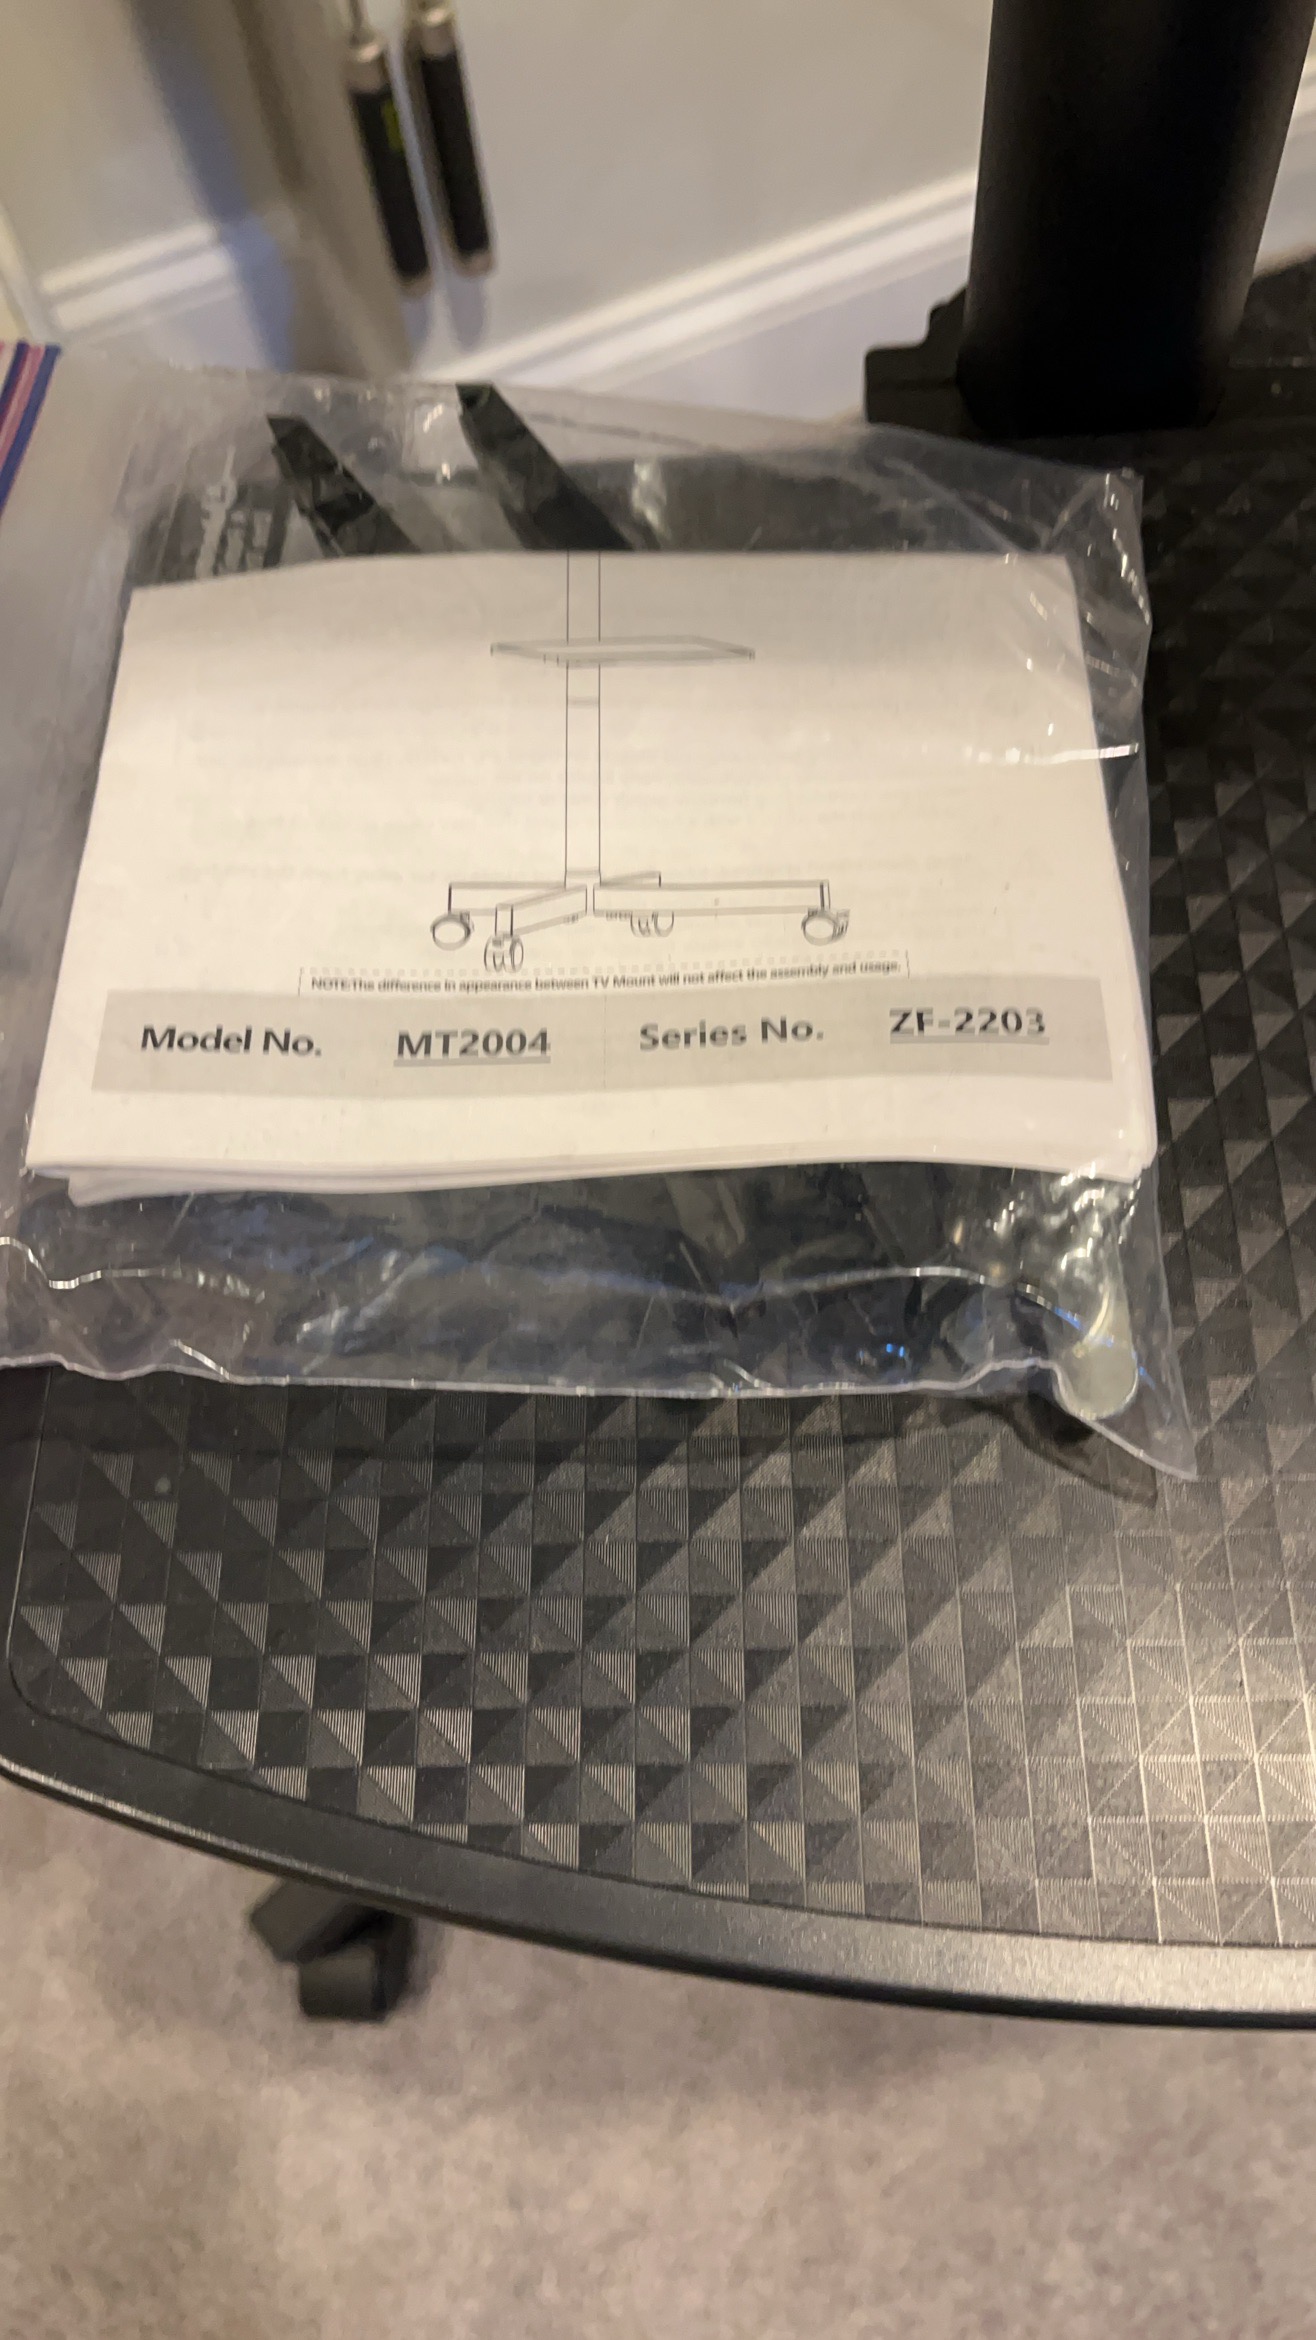 NOTE:The difference in appearance between TV Mount will not affect the assembly and usage.
Model No. MT2004 Series No. ZF-2203